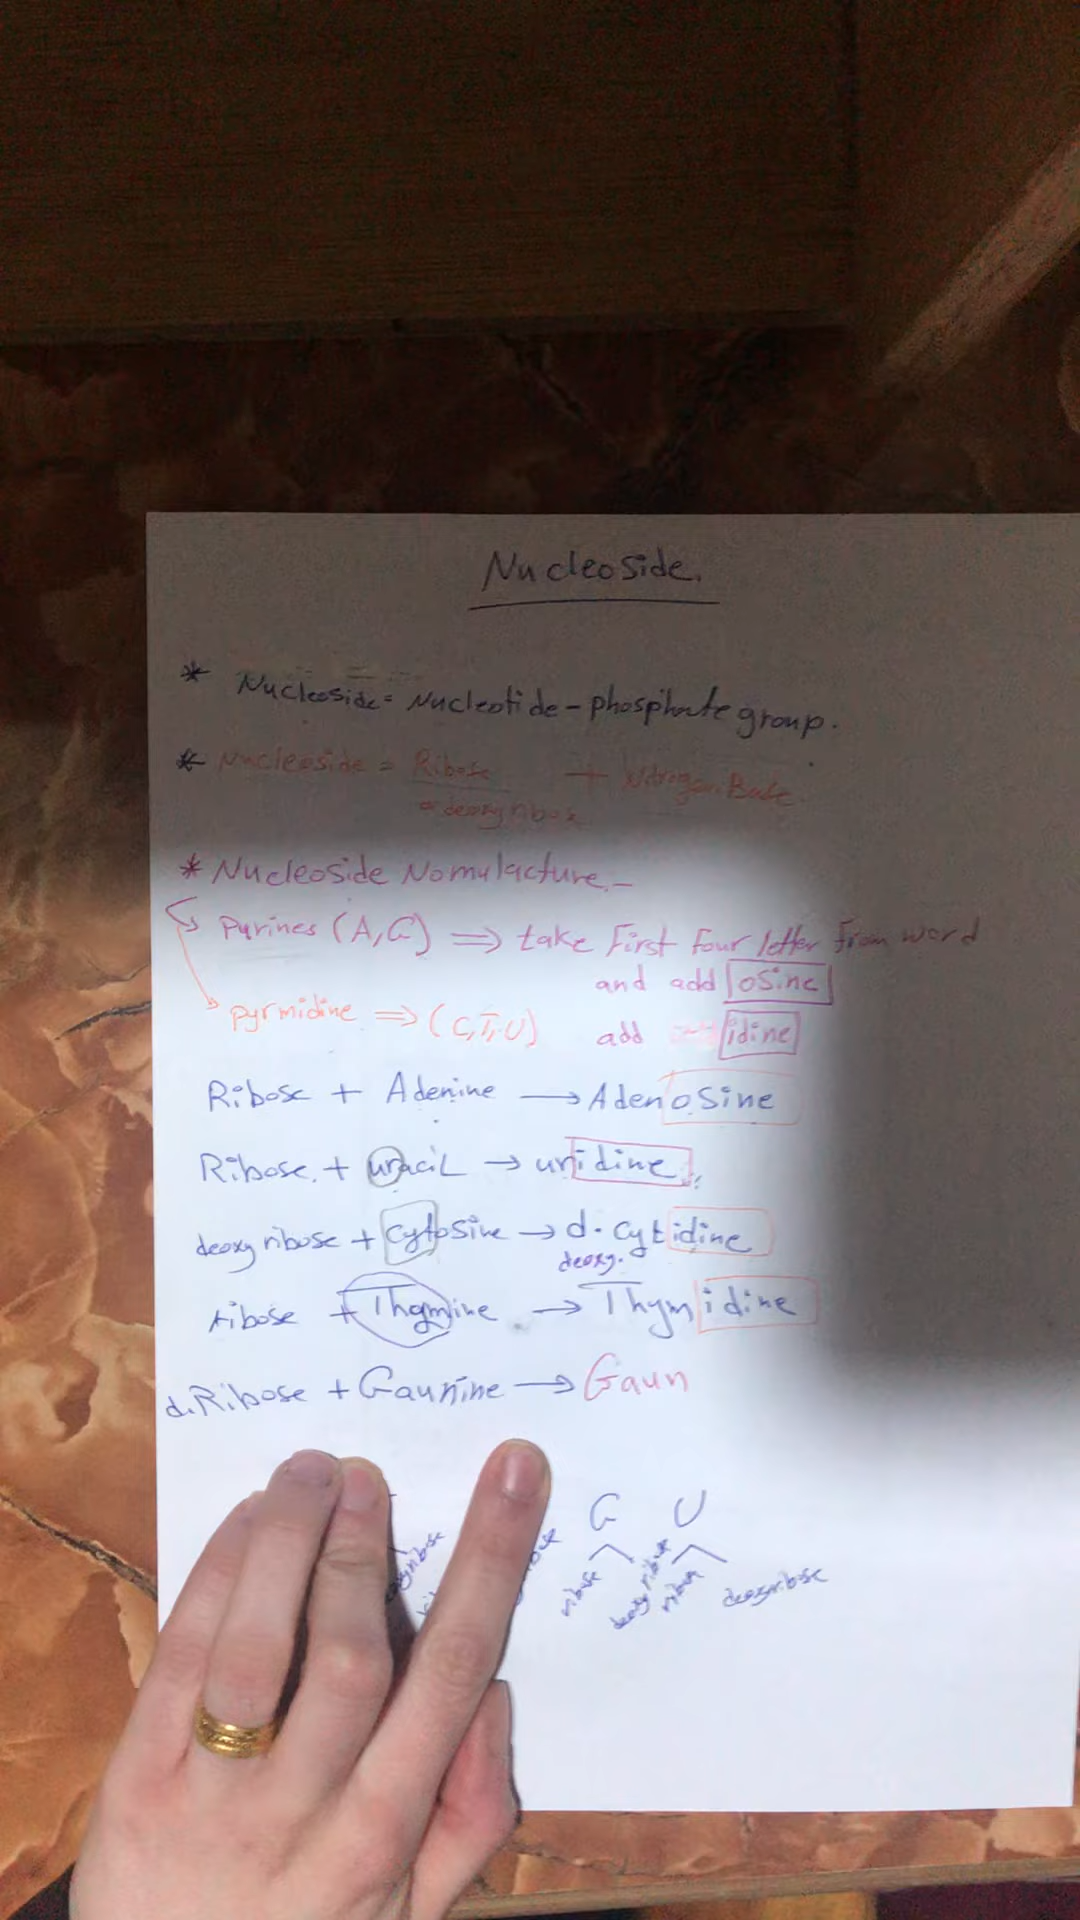 Nucleoside.
* Nucleoside = Nucleotide - phosphate group.
* Nucleoside = Ribose + Nitrogen Base
deoxyribose
* Nucleoside Nomulacture -
Purines (A, G) ⇒ take First four letter from word
and add osine
pyrmidine ⇒ (C, T, U) add idine
Ribose + Adenine → Adenosine
Ribose + uraciL → uridine
deoxyribose + Cytosine → d. Cytidine
deoxy.
ribose + Thymine → Thymidine
d. Ribose + Gaunine → Gaun
G U
ribose deoxyribose ribose deoxyribose